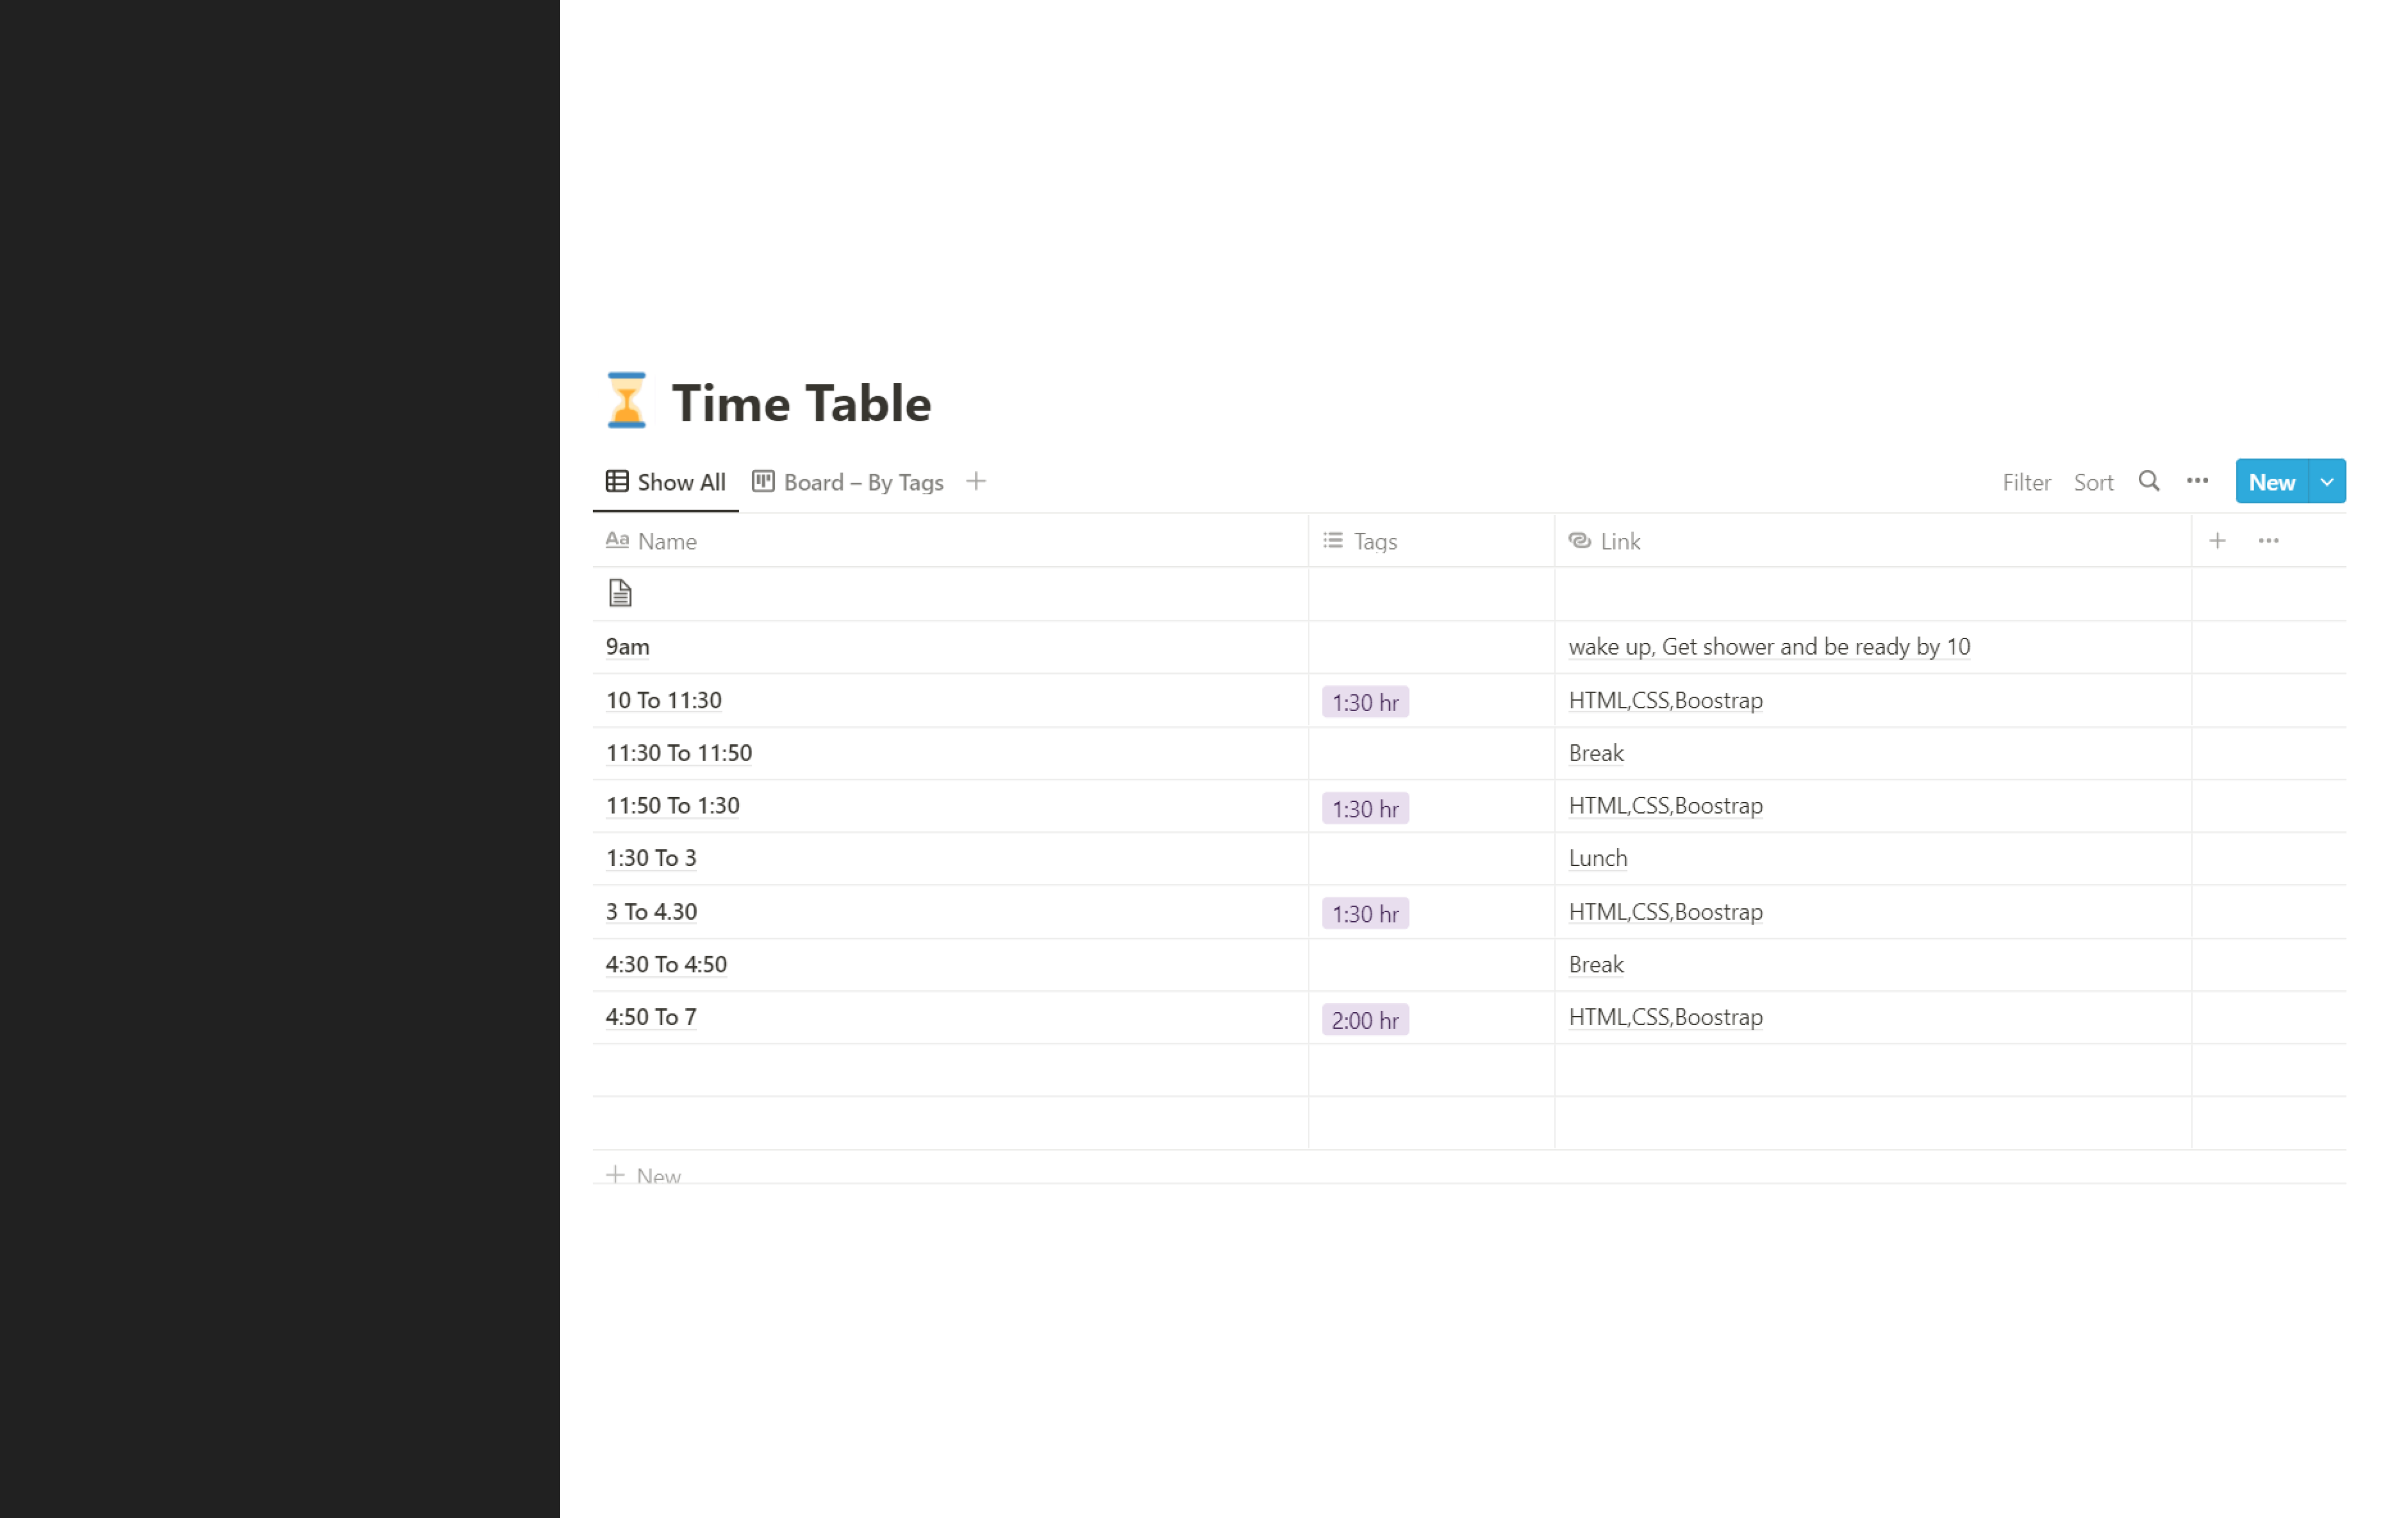 Time Table
Show All Board – By Tags
Filter Sort New
Aa Name Tags Link
9am wake up, Get shower and be ready by 10
10 To 11:30 1:30 hr HTML,CSS,Boostrap
11:30 To 11:50 Break
11:50 To 1:30 1:30 hr HTML,CSS,Boostrap
1:30 To 3 Lunch
3 To 4.30 1:30 hr HTML,CSS,Boostrap
4:30 To 4:50 Break
4:50 To 7 2:00 hr HTML,CSS,Boostrap
+ New